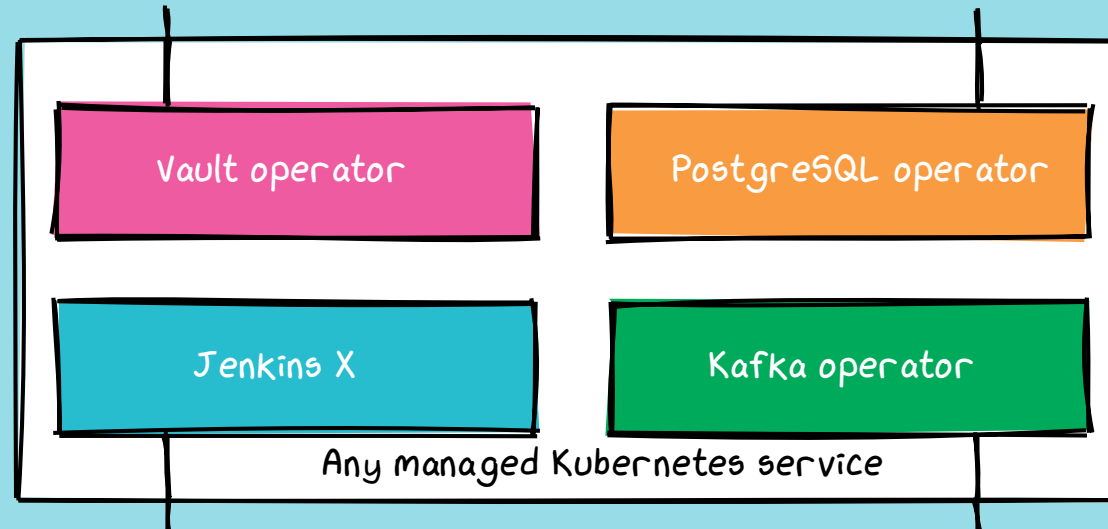 Vault operator
PostgreSQL operator
Jenkins X
Kafka operator
Any managed Kubernetes service